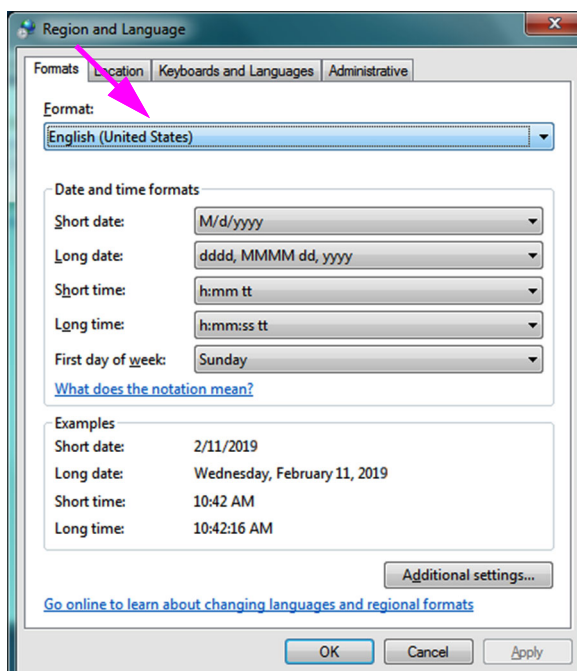 Region and Language
Formats Location Keyboards and Languages Administrative
Format:
English (United States)
Date and time formats
Short date: M/d/yyyy
Long date: dddd, MMMM dd, yyyy
Short time: h:mm tt
Long time: h:mm:ss tt
First day of week: Sunday
What does the notation mean?
Examples
Short date: 2/11/2019
Long date: Wednesday, February 11, 2019
Short time: 10:42 AM
Long time: 10:42:16 AM
Additional settings...
Go online to learn about changing languages and regional formats
OK Cancel Apply